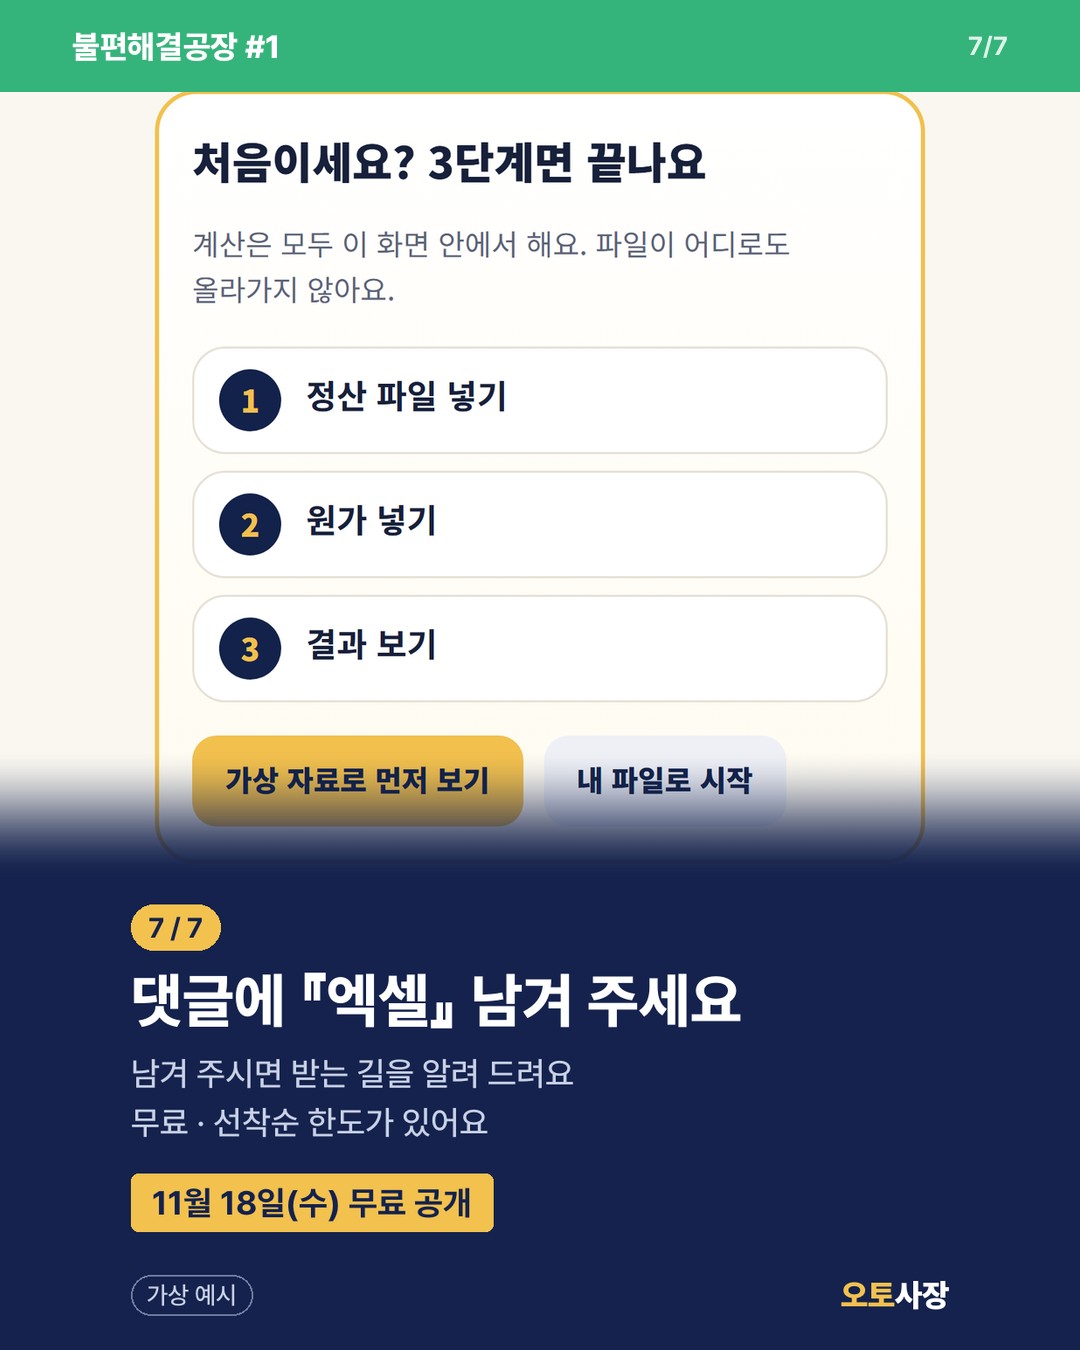 불편해결공장 #1
7/7
처음이세요? 3단계면 끝나요
계산은 모두 이 화면 안에서 해요. 파일이 어디로도
올라가지 않아요.
1 정산 파일 넣기
2 원가 넣기
3 결과 보기
가상 자료로 먼저 보기
내 파일로 시작
7 / 7
댓글에 『엑셀』 남겨 주세요
남겨 주시면 받는 길을 알려 드려요
무료 · 선착순 한도가 있어요
11월 18일(수) 무료 공개
가상 예시
오토사장